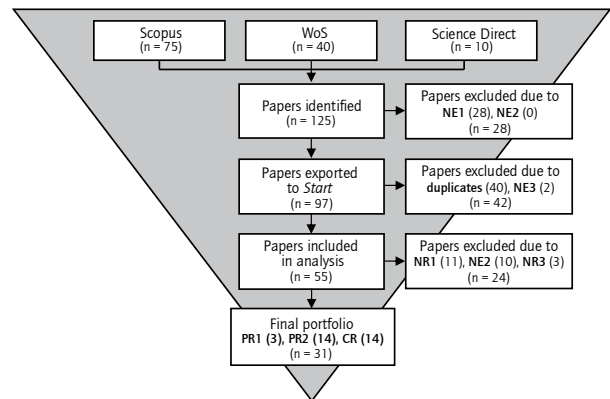 Scopus
(n = 75)
WoS
(n = 40)
Science Direct
(n = 10)
Papers identified
(n = 125)
Papers excluded due to
NE1 (28), NE2 (0)
n = 28)
Papers exported
to Start
(n = 97)
Papers excluded due to
duplicates (40), NE3 (2)
(n = 42)
Papers included
in analysis
(n = 55)
Papers excluded due to
NR1 (11), NE2 (10), NR3 (3)
(n = 24)
Final portfolio
PR1 (3), PR2 (14), CR (14)
(n = 31)